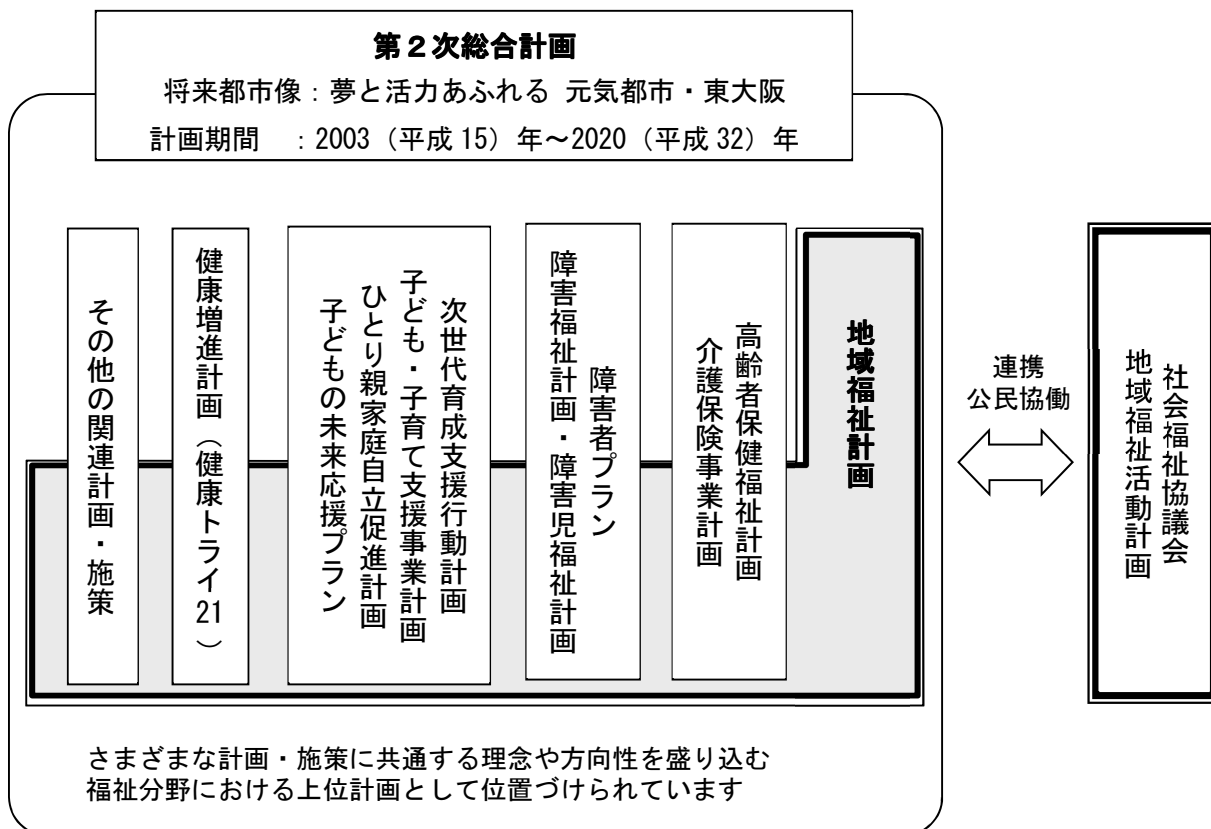 第２次総合計画
将来都市像：夢と活力あふれる 元気都市・東大阪
計画期間　：2003（平成15）年～2020（平成32）年
地域福祉計画
高齢者保健福祉計画
介護保険事業計画
障害者プラン
障害福祉計画・障害児福祉計画
次世代育成支援行動計画
子ども・子育て支援事業計画
ひとり親家庭自立促進計画
子どもの未来応援プラン
健康増進計画（健康トライ21）
その他の関連計画・施策
連携
公民協働
社会福祉協議会
地域福祉活動計画
さまざまな計画・施策に共通する理念や方向性を盛り込む
福祉分野における上位計画として位置づけられています